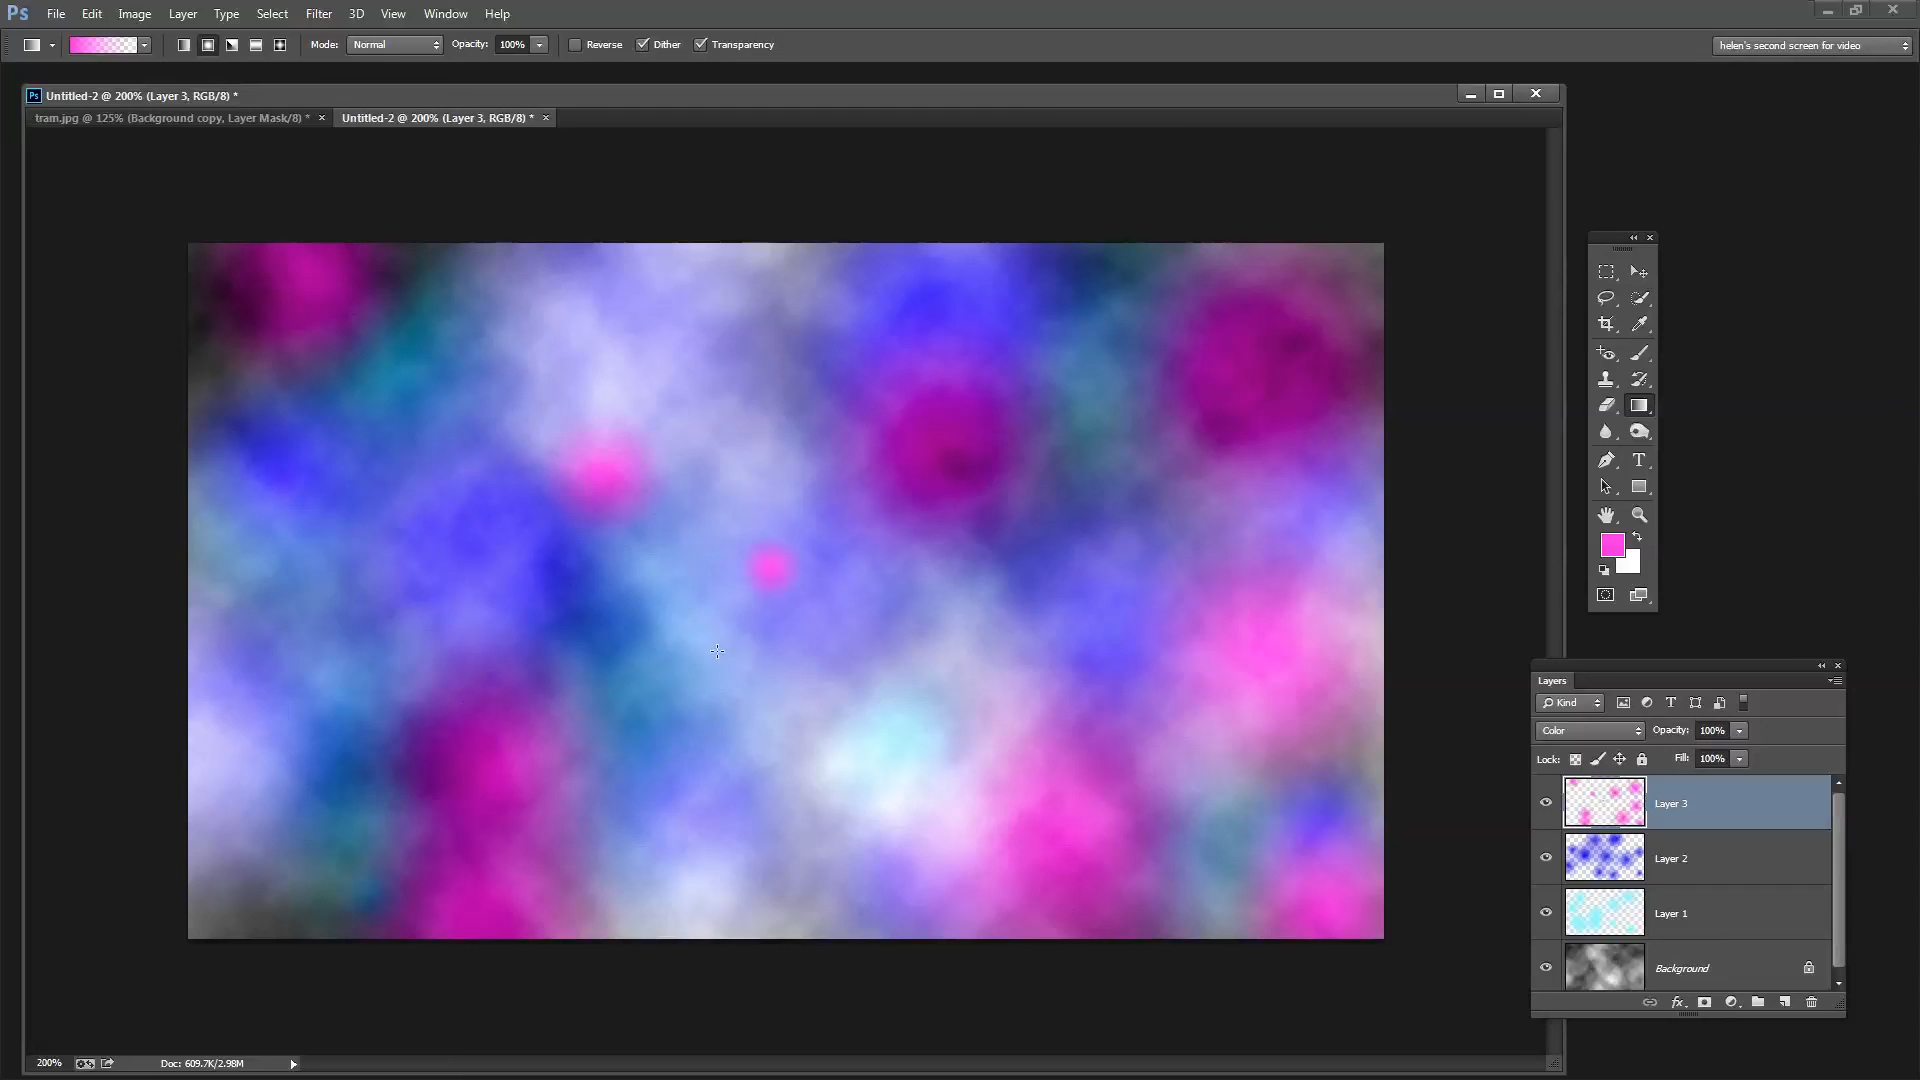 Ps File Edit Image Layer Type Select Filter 3D View Window Help
Mode: Normal Opacity: 100% Reverse Dither Transparency helen's second screen for video
Ps Untitled-2 @ 200% (Layer 3, RGB/8) *
tram.jpg @ 125% (Background copy, Layer Mask/8) * × Untitled-2 @ 200% (Layer 3, RGB/8) * ×
T
Layers
Kind T
Color Opacity: 100%
Lock: Fill: 100%
Layer 3
Layer 2
Layer 1
Background
fx
200% Doc: 609.7K/2.98M